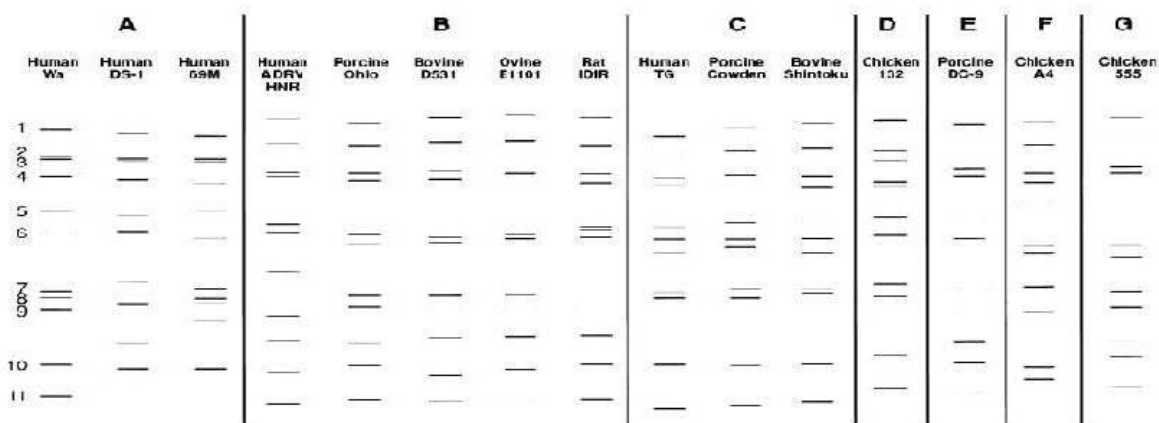 A B C D E F G
Human Human Human Human Porcine Bovine Ovine Rat Human Porcine Bovine Chicken Porcine Chicken Chicken
Wa DS-1 69M ADRV Ohio D531 E1101 IDIR TG Cowden Shintoku 132 DC-9 A4 555
HNR
1
2
3
4
5
6
7
8
9
10
11